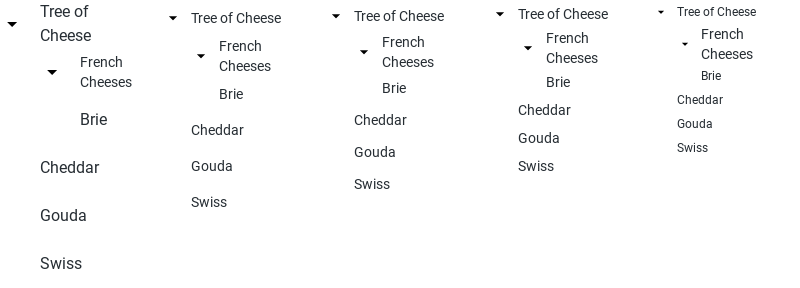 Tree of
Cheese
French
Cheeses
Brie
Cheddar
Gouda
Swiss
Tree of Cheese
French
Cheeses
Brie
Cheddar
Gouda
Swiss
Tree of Cheese
French
Cheeses
Brie
Cheddar
Gouda
Swiss
Tree of Cheese
French
Cheeses
Brie
Cheddar
Gouda
Swiss
Tree of Cheese
French
Cheeses
Brie
Cheddar
Gouda
Swiss